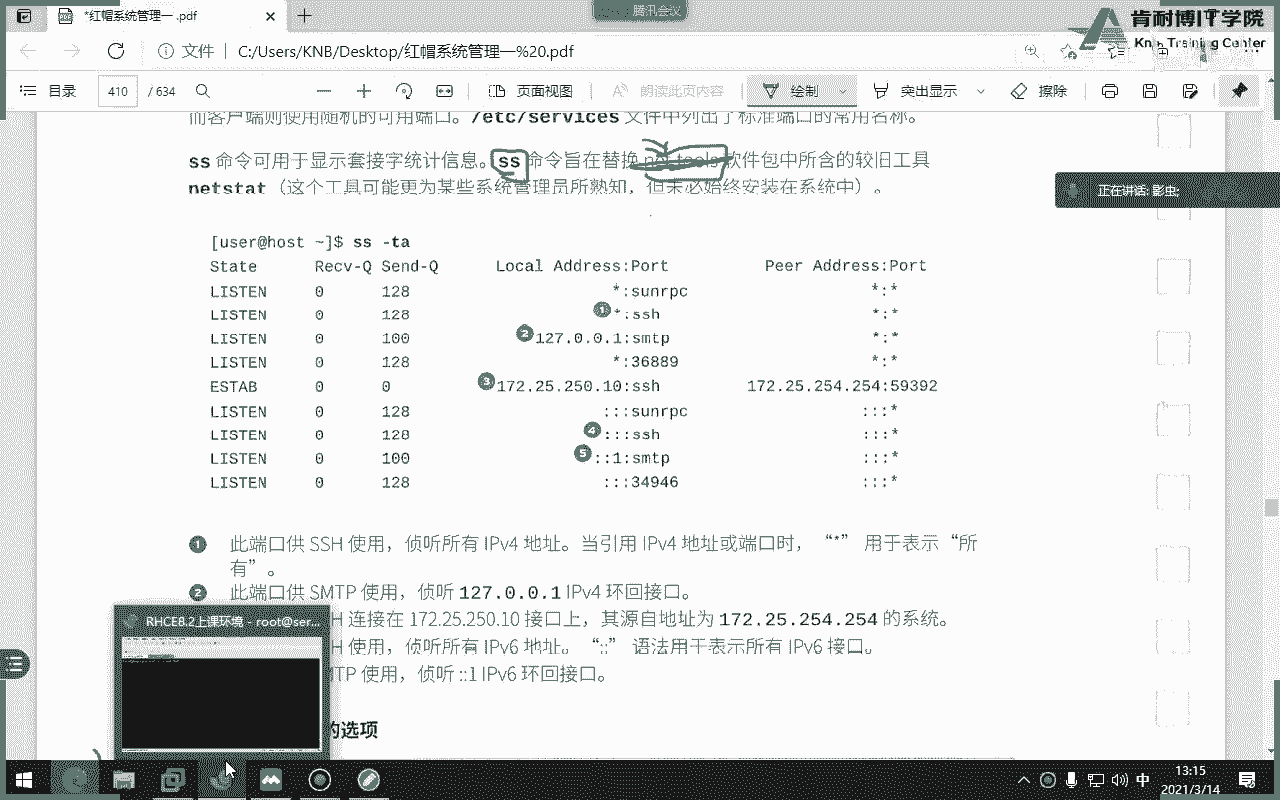 *红帽系统管理一 .pdf
腾讯会议
肯耐博IT学院
KnB Training Center
文件 C:/Users/KNB/Desktop/红帽系统管理一%20.pdf
目录 410 / 634 页面视图 朗读此页内容 绘制 突出显示 擦除
而客户端则使用随机的可用端口。/etc/services 文件中列出了标准端口的常用名称。
ss 命令可用于显示套接字统计信息。ss 命令旨在替换 net-tools 软件包中所含的较旧工具
netstat（这个工具可能更为某些系统管理员所熟知，但未必始终安装在系统中）。
正在讲话: 彭虫;
[user@host ~]$ ss -ta
State Recv-Q Send-Q Local Address:Port Peer Address:Port
LISTEN 0 128 *:sunrpc *:*
LISTEN 0 128 1 *:ssh *:*
LISTEN 0 100 2 127.0.0.1:smtp *:*
LISTEN 0 128 *:36889 *:*
ESTAB 0 0 3 172.25.250.10:ssh 172.25.254.254:59392
LISTEN 0 128 :::sunrpc :::*
LISTEN 0 128 4 :::ssh :::*
LISTEN 0 100 5 ::1:smtp :::*
LISTEN 0 128 :::34946 :::*
1 此端口供 SSH 使用，侦听所有 IPv4 地址。当引用 IPv4 地址或端口时， “*” 用于表示“所
有”。
2 此端口供 SMTP 使用，侦听 127.0.0.1 IPv4 环回接口。
H 连接在 172.25.250.10 接口上，其源自地址为 172.25.254.254 的系统。
H 使用，侦听所有 IPv6 地址。 “::” 语法用于表示所有 IPv6 接口。
MTP 使用，侦听 ::1 IPv6 环回接口。
的选项
RHCE8.2上课环境 - root@ser...
中
13:15
2021/3/14